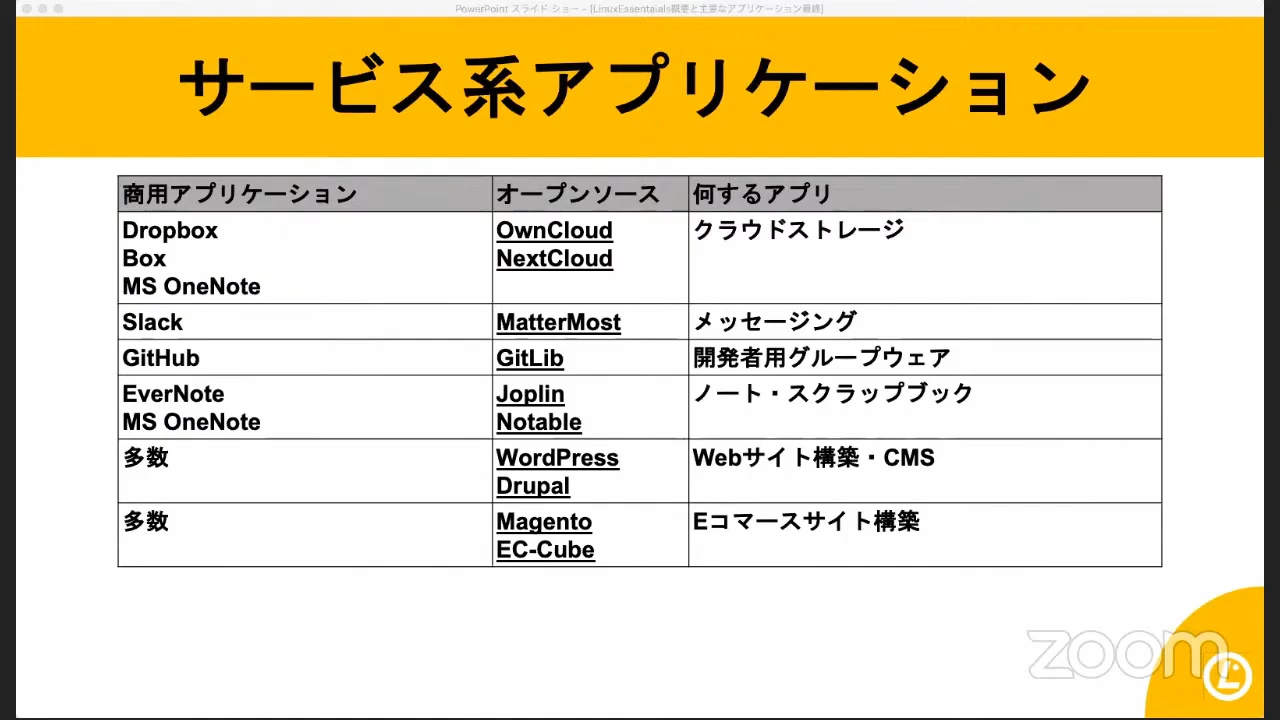 PowerPoint スライド ショー - [LinuxEssentaials概要と主要なアプリケーション最終]
サービス系アプリケーション
商用アプリケーション オープンソース 何するアプリ
Dropbox OwnCloud クラウドストレージ
Box NextCloud
MS OneNote
Slack MatterMost メッセージング
GitHub GitLib 開発者用グループウェア
EverNote Joplin ノート・スクラップブック
MS OneNote Notable
多数 WordPress Webサイト構築・CMS
Drupal
多数 Magento Eコマースサイト構築
EC-Cube
zoom
L